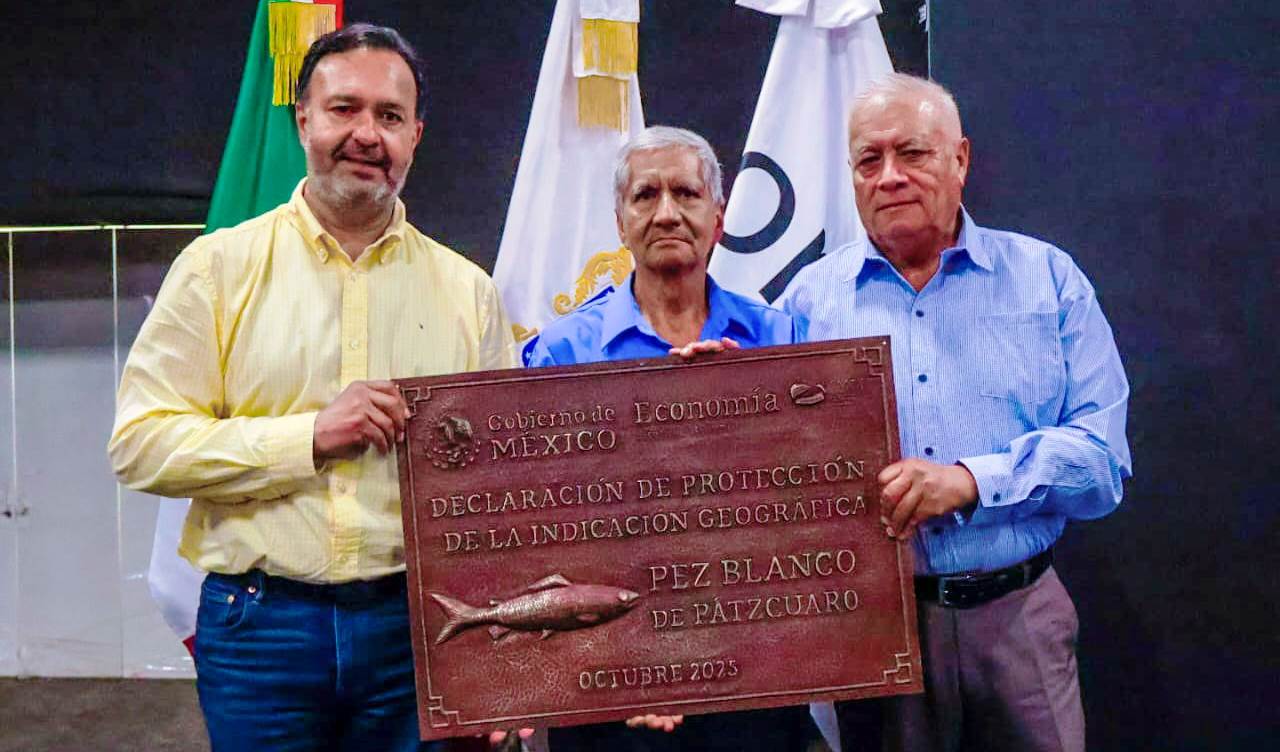 Gobierno de
MÉXICO
Economía
DECLARACIÓN DE PROTECCIÓN
DE LA INDICACIÓN GEOGRÁFICA
PEZ BLANCO
DE PÁTZCUARO
OCTUBRE 2025